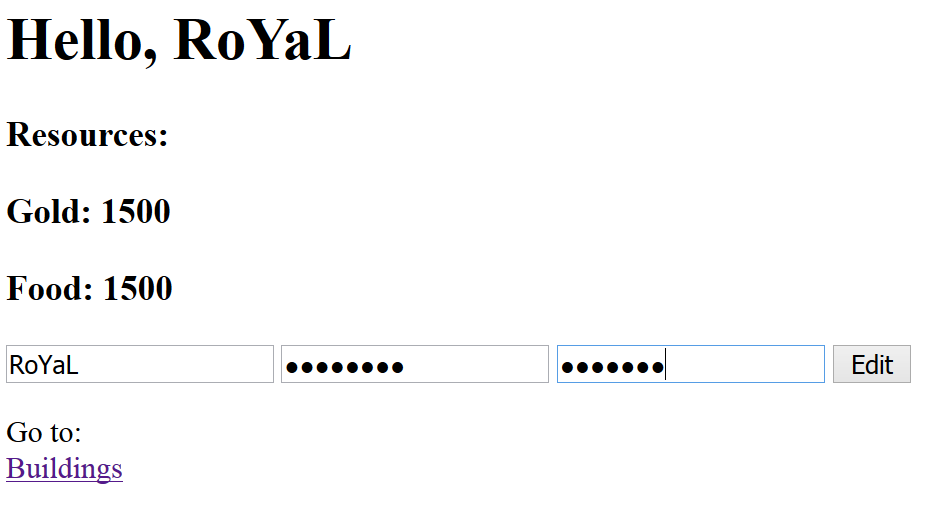 Hello, RoYaL
Resources:
Gold: 1500
Food: 1500
RoYaL •••••••• ••••••• Edit
Go to:
Buildings